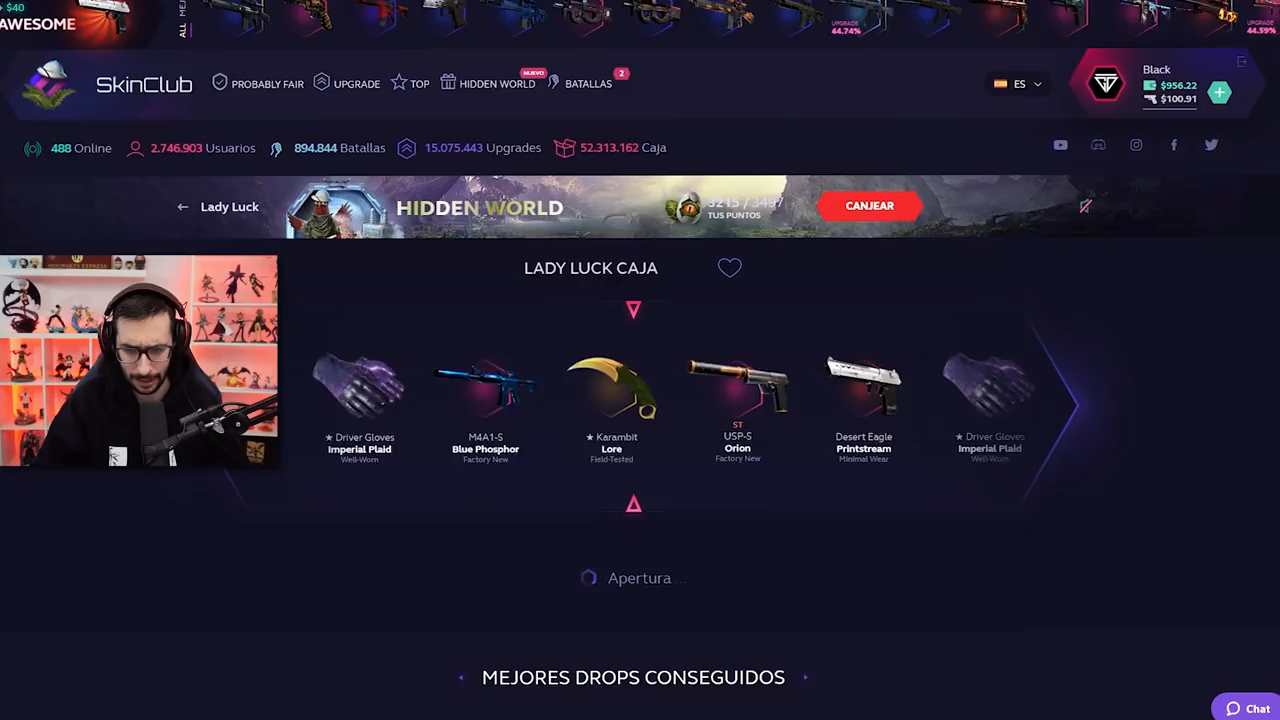 + $40
AWESOME
ALL
UPGRADE
44.74%
UPGRADE
44.59%
SkinClub
PROBABLY FAIR
UPGRADE
TOP
HIDDEN WORLD
NUEVO
BATALLAS
2
ES
Black
$956.22
$100.91
488 Online
2.746.903 Usuarios
894.844 Batallas
15.075.443 Upgrades
52.313.162 Caja
← Lady Luck
HIDDEN WORLD
3215 / 3497
TUS PUNTOS
CANJEAR
LADY LUCK CAJA
★ Driver Gloves
Imperial Plaid
Well-Worn
M4A1-S
Blue Phosphor
Factory New
★ Karambit
Lore
Field-Tested
ST
USP-S
Orion
Factory New
Desert Eagle
Printstream
Minimal Wear
★ Driver Gloves
Imperial Plaid
Well-Worn
Apertura ...
MEJORES DROPS CONSEGUIDOS
Chat